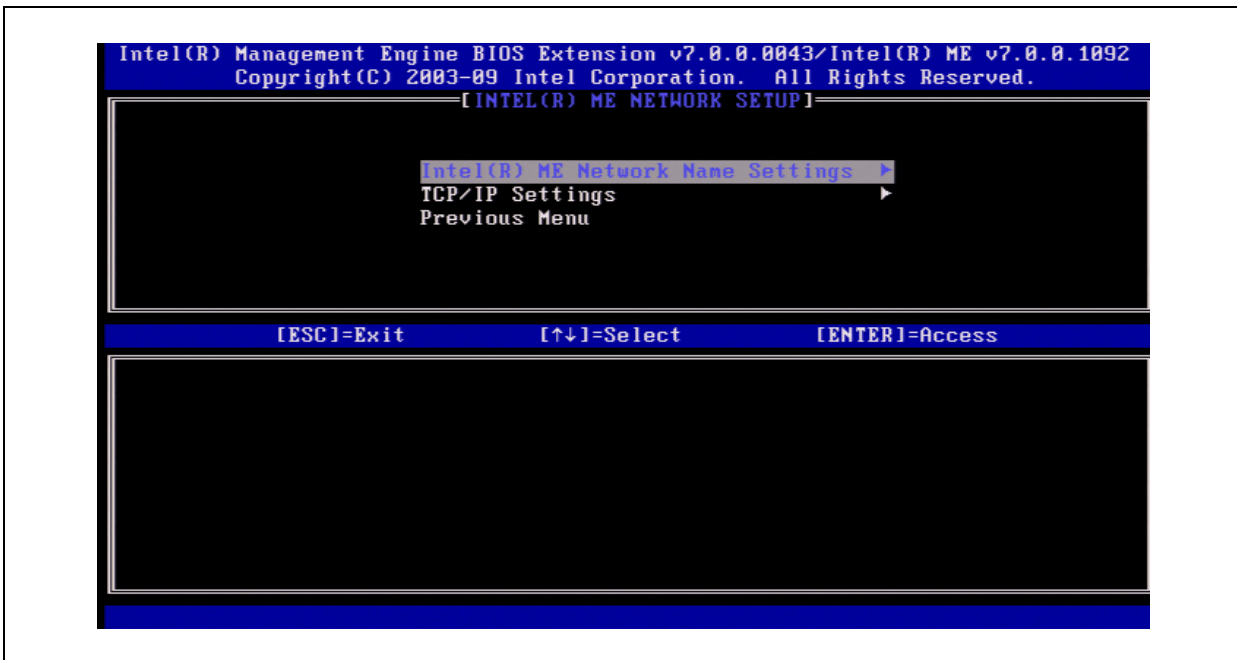 Intel(R) Management Engine BIOS Extension v7.0.0.0043/Intel(R) ME v7.0.0.1092
Copyright(C) 2003-09 Intel Corporation. All Rights Reserved.
[INTEL(R) ME NETWORK SETUP]
Intel(R) ME Network Name Settings ►
TCP/IP Settings ►
Previous Menu
[ESC]=Exit [↑↓]=Select [ENTER]=Access